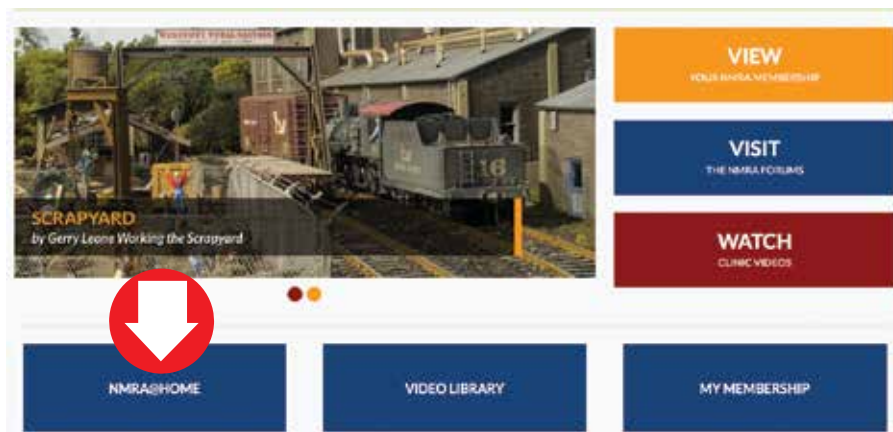 SCRAPYARD
by Gerry Leone Working the Scrapyard
16
VIEW
YOUR NMRA MEMBERSHIP
VISIT
THE NMRA FORUMS
WATCH
CLINIC VIDEOS
NMRA@HOME
VIDEO LIBRARY
MY MEMBERSHIP